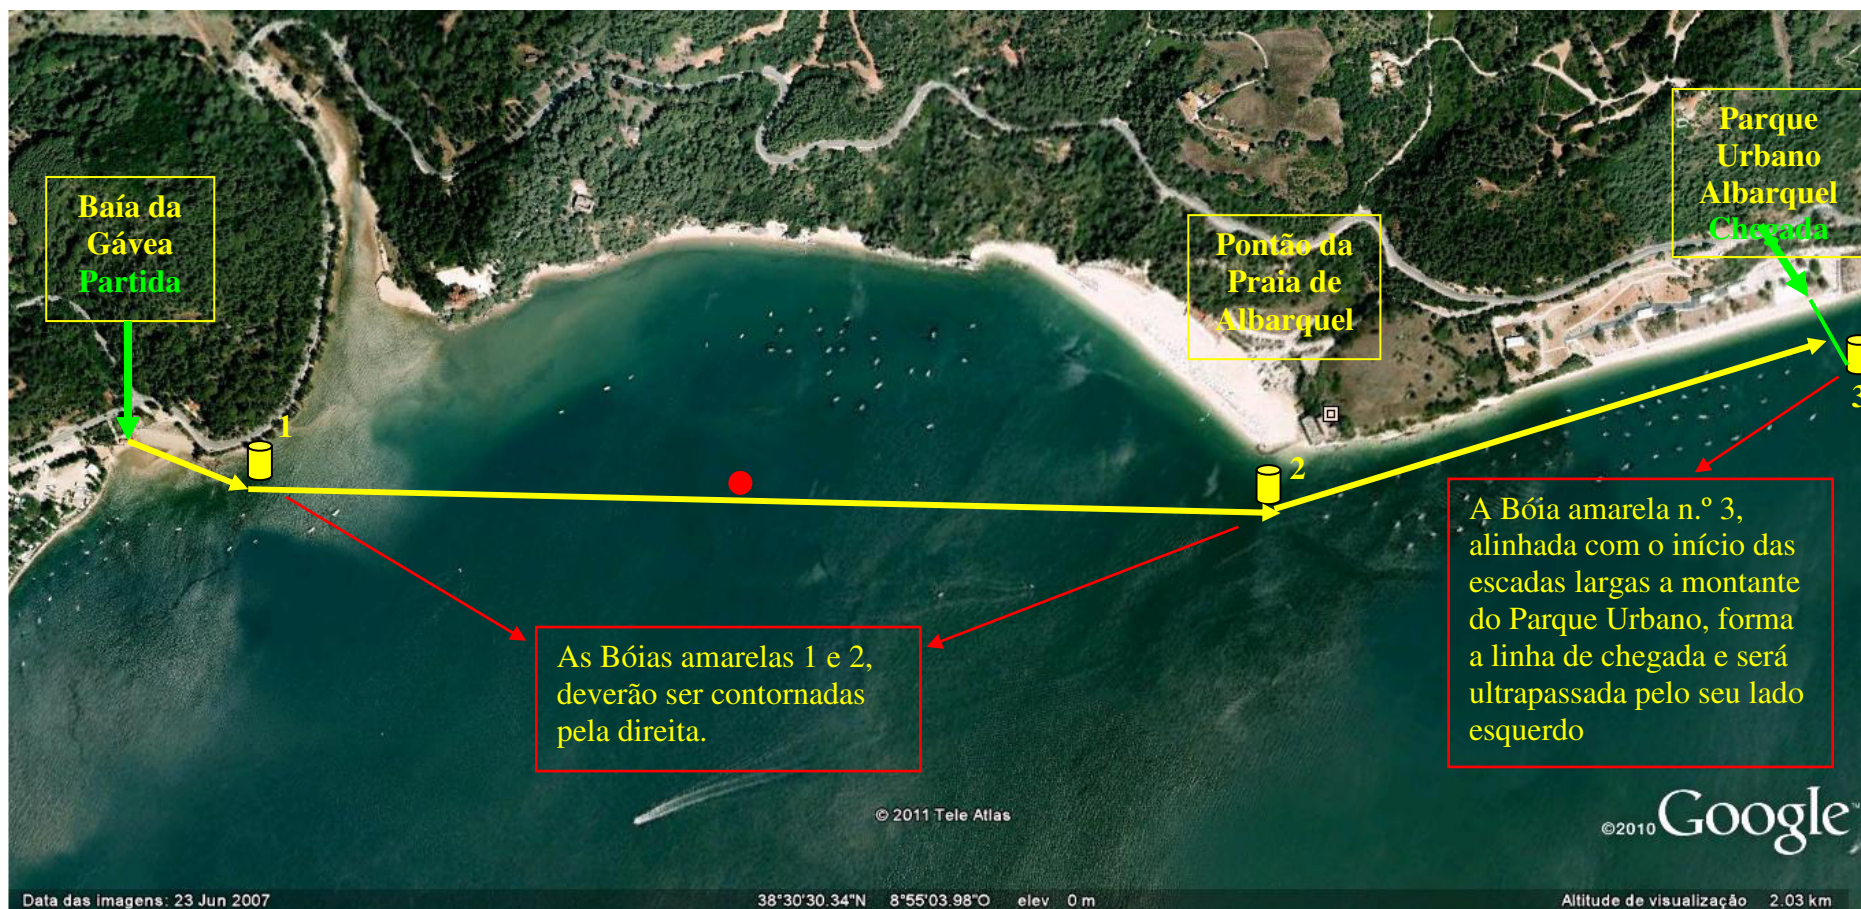 Baía da
Gávea
Partida
1
Pontão da
Praia de
Albarquel
Parque
Urbano
Albarquel
Chegada
2
3
As Bóias amarelas 1 e 2,
deverão ser contornadas
pela direita.
A Bóia amarela n.º 3,
alinhada com o início das
escadas largas a montante
do Parque Urbano, forma
a linha de chegada e será
ultrapassada pelo seu lado
esquerdo
© 2011 Tele Atlas
©2010 Google™
Data das imagens: 23 Jun 2007
38°30'30.34"N 8°55'03.98"O elev 0 m
Altitude de visualização 2.03 km